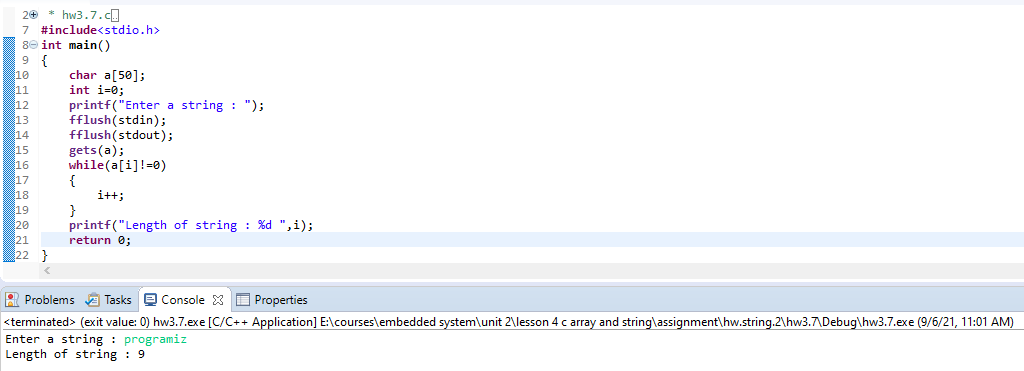 2 * hw3.7.c
7 #include<stdio.h>
8 int main()
9 {
10 char a[50];
11 int i=0;
12 printf("Enter a string : ");
13 fflush(stdin);
14 fflush(stdout);
15 gets(a);
16 while(a[i]!=0)
17 {
18 i++;
19 }
20 printf("Length of string : %d ",i);
21 return 0;
22 }
Problems Tasks Console Properties
<terminated> (exit value: 0) hw3.7.exe [C/C++ Application] E:\courses\embedded system\unit 2\lesson 4 c array and string\assignment\hw.string.2\hw3.7\Debug\hw3.7.exe (9/6/21, 11:01 AM)
Enter a string : programiz
Length of string : 9